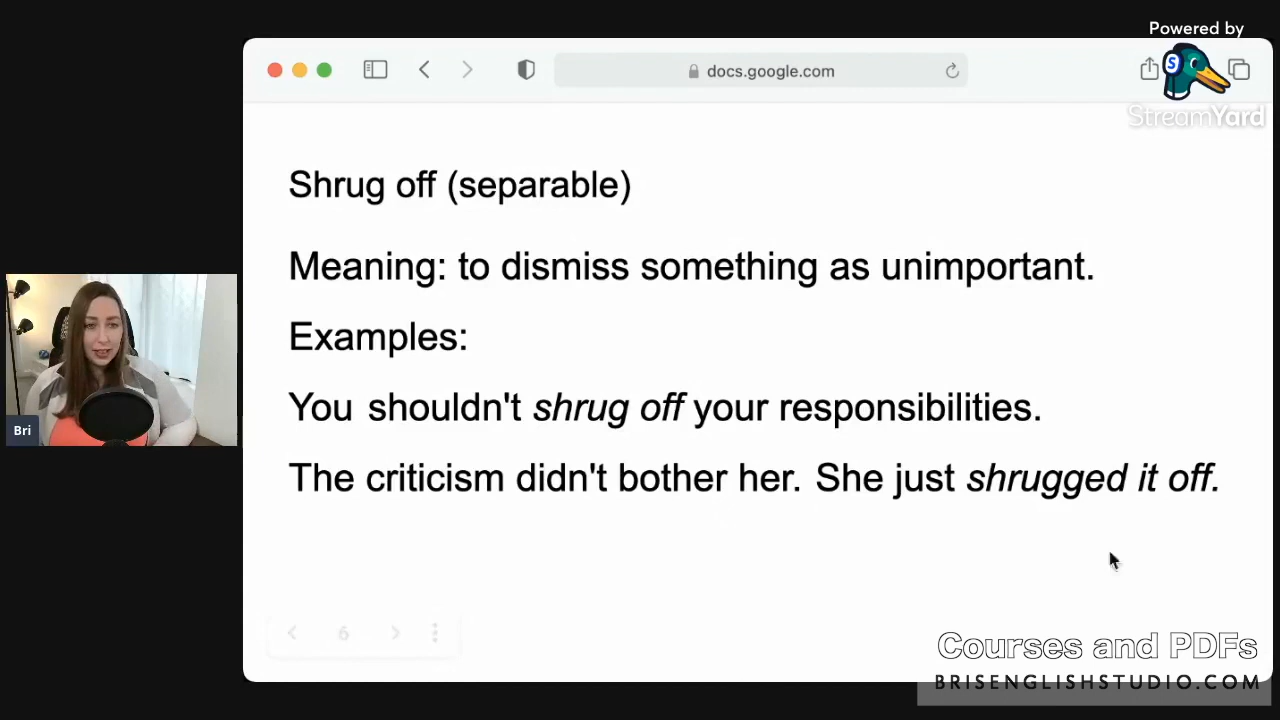 Powered by
docs.google.com
S
StreamYard
Shrug off (separable)
Meaning: to dismiss something as unimportant.
Examples:
You shouldn't shrug off your responsibilities.
The criticism didn't bother her. She just shrugged it off.
Bri
6
Courses and PDFs
BRISENGLISHSTUDIO.COM